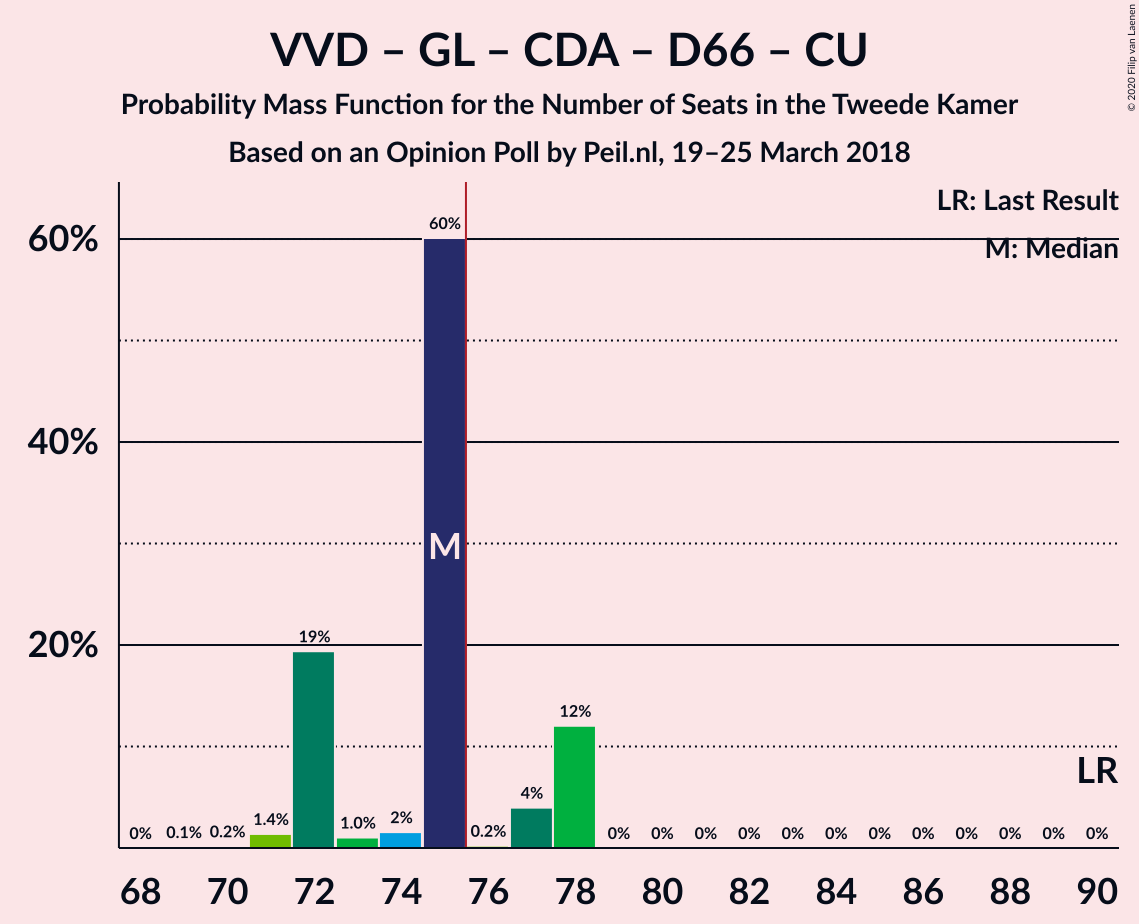 VVD – GL – CDA – D66 – CU
Probability Mass Function for the Number of Seats in the Tweede Kamer
Based on an Opinion Poll by Peil.nl, 19–25 March 2018
© 2020 Filip van Laenen
LR: Last Result
M: Median
60%
40%
20%
0% 0.1% 0.2% 1.4% 19% 1.0% 2% 60% 0.2% 4% 12% 0% 0% 0% 0% 0% 0% 0% 0% 0% 0% 0% 0%
M
LR
68 70 72 74 76 78 80 82 84 86 88 90